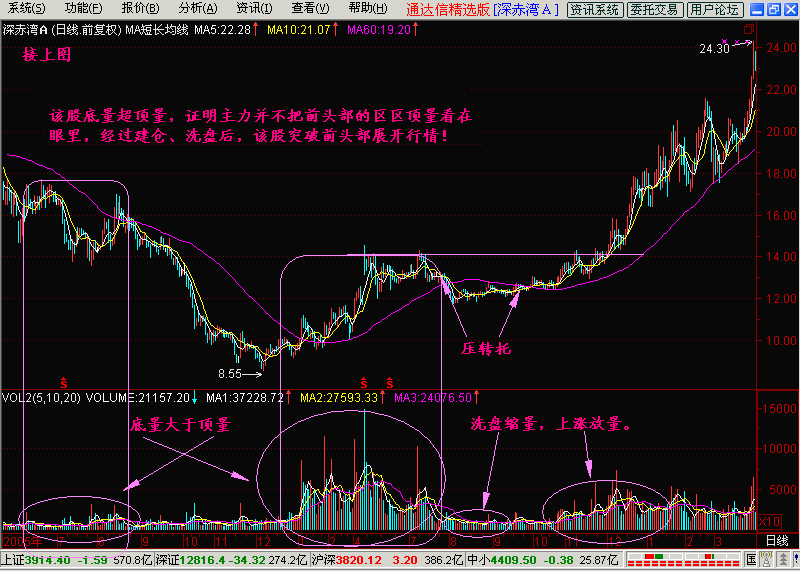 系统(S) 功能(F) 报价(B) 分析(A) 资讯(I) 查看(V) 帮助(H) 通达信精选版[深赤湾A] 资讯系统 委托交易 用户论坛
深赤湾A (日线.前复权) MA短长均线 MA5:22.28↑ MA10:21.07↑ MA60:19.20↑
接上图
24.30
24.00
该股底量超顶量，证明主力并不把前头部的区区顶量看在
眼里，经过建仓、洗盘后，该股突破前头部展开行情！
22.00
20.00
18.00
16.00
14.00
12.00
压转托
10.00
8.55
S S S
VOL2(5,10,20) VOLUME:21157.20↓ MA1:37228.72↑ MA2:27593.33↑ MA3:24076.50↑
15000
底量大于顶量 洗盘缩量，上涨放量。
10000
5000
X10
2005年 7 8 9 10 11 12 3 4 5 6 7 8 9 10 11 12 2 3 日线
上证3914.40 -1.59 570.8亿 深证12816.4 -34.32 274.2亿 沪深3820.12 3.20 386.2亿 中小4409.50 -0.38 25.87亿 国